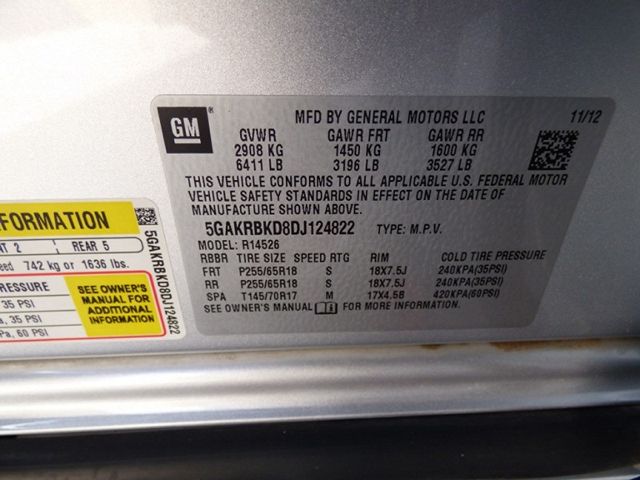 GM ®
MFD BY GENERAL MOTORS LLC 11/12
GVWR GAWR FRT GAWR RR
2908 KG 1450 KG 1600 KG
6411 LB 3196 LB 3527 LB
THIS VEHICLE CONFORMS TO ALL APPLICABLE U.S. FEDERAL MOTOR
VEHICLE SAFETY STANDARDS IN EFFECT ON THE DATE OF
MANUFACTURE SHOWN ABOVE.
5GAKRBKD8DJ124822 TYPE: M.P.V.
MODEL: R14526
RBBR TIRE SIZE SPEED RTG RIM COLD TIRE PRESSURE
FRT P255/65R18 S 18X7.5J 240KPA(35PSI)
RR P255/65R18 S 18X7.5J 240KPA(35PSI)
SPA T145/70R17 M 17X4.5B 420KPA(60PSI)
SEE OWNER'S MANUAL FOR MORE INFORMATION.
2 REAR 5
742 kg or 1636 lbs.
35 PSI
35 PSI
60 PSI
SEE OWNER'S
MANUAL FOR
ADDITIONAL
INFORMATION
5GAKRBKD8DJ124822